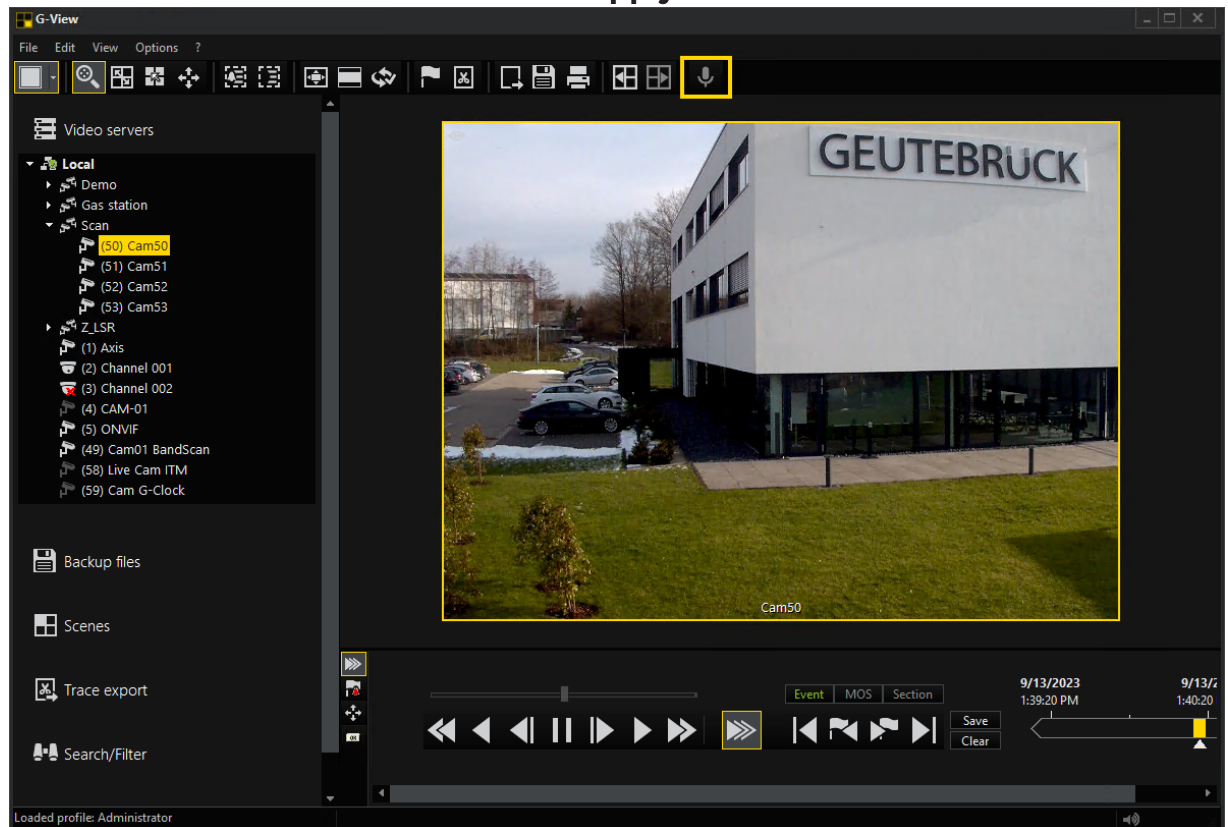 G-View
File Edit View Options ?
Video servers
Local
Demo
Gas station
Scan
(50) Cam50
(51) Cam51
(52) Cam52
(53) Cam53
Z_LSR
(1) Axis
(2) Channel 001
(3) Channel 002
(4) CAM-01
(5) ONVIF
(49) Cam01 BandScan
(58) Live Cam ITM
(59) Cam G-Clock
Backup files
Scenes
Trace export
Search/Filter
GEUTEBRÜCK
Cam50
Event MOS Section
Save
Clear
9/13/2023
1:39:20 PM
9/13/2
1:40:20
Loaded profile: Administrator